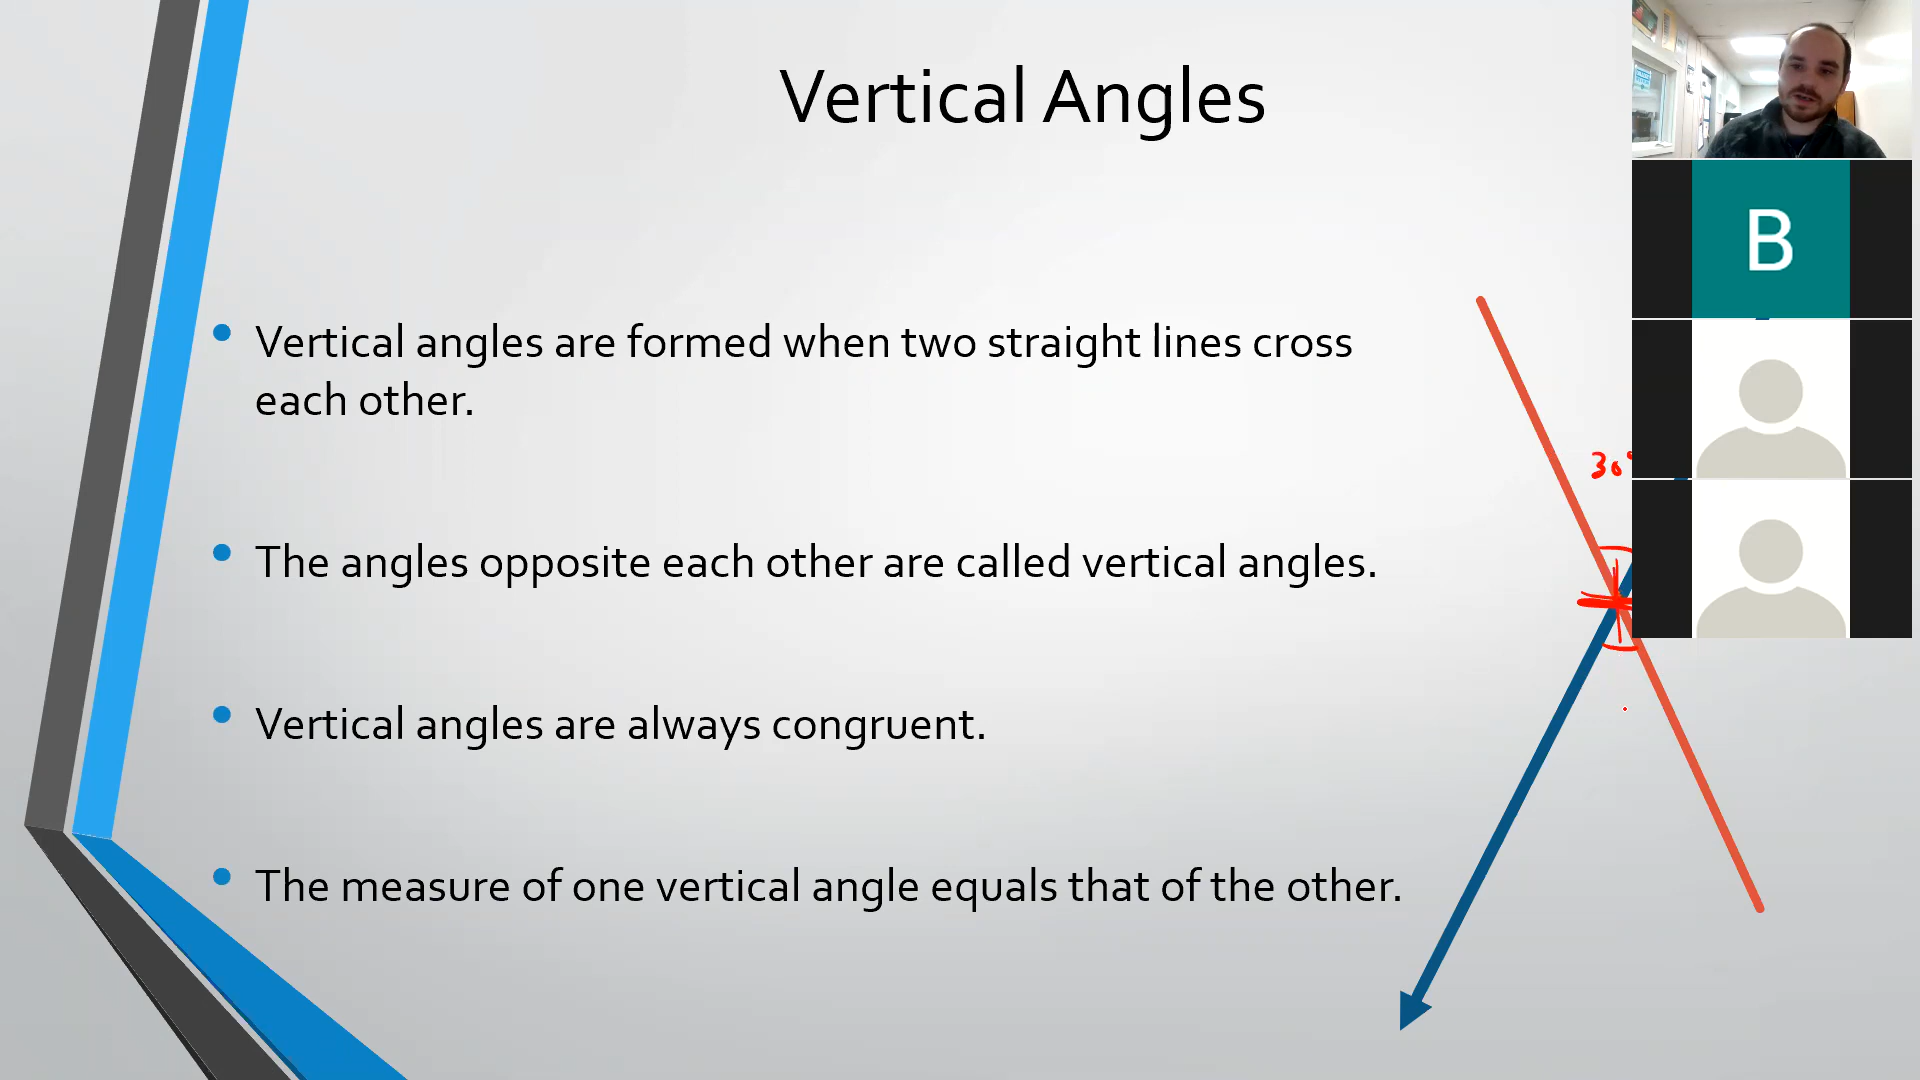 Vertical Angles
B
Vertical angles are formed when two straight lines cross
each other.
30°
The angles opposite each other are called vertical angles.
Vertical angles are always congruent.
The measure of one vertical angle equals that of the other.